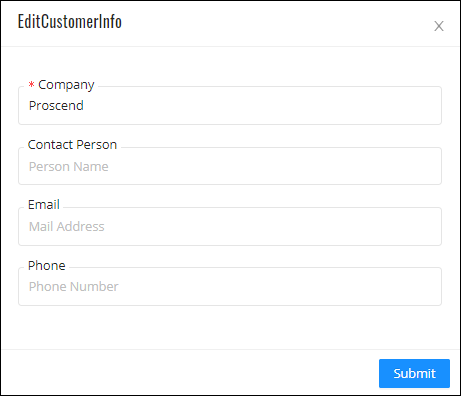 EditCustomerInfo
* Company
Proscend
Contact Person
Person Name
Email
Mail Address
Phone
Phone Number
Submit